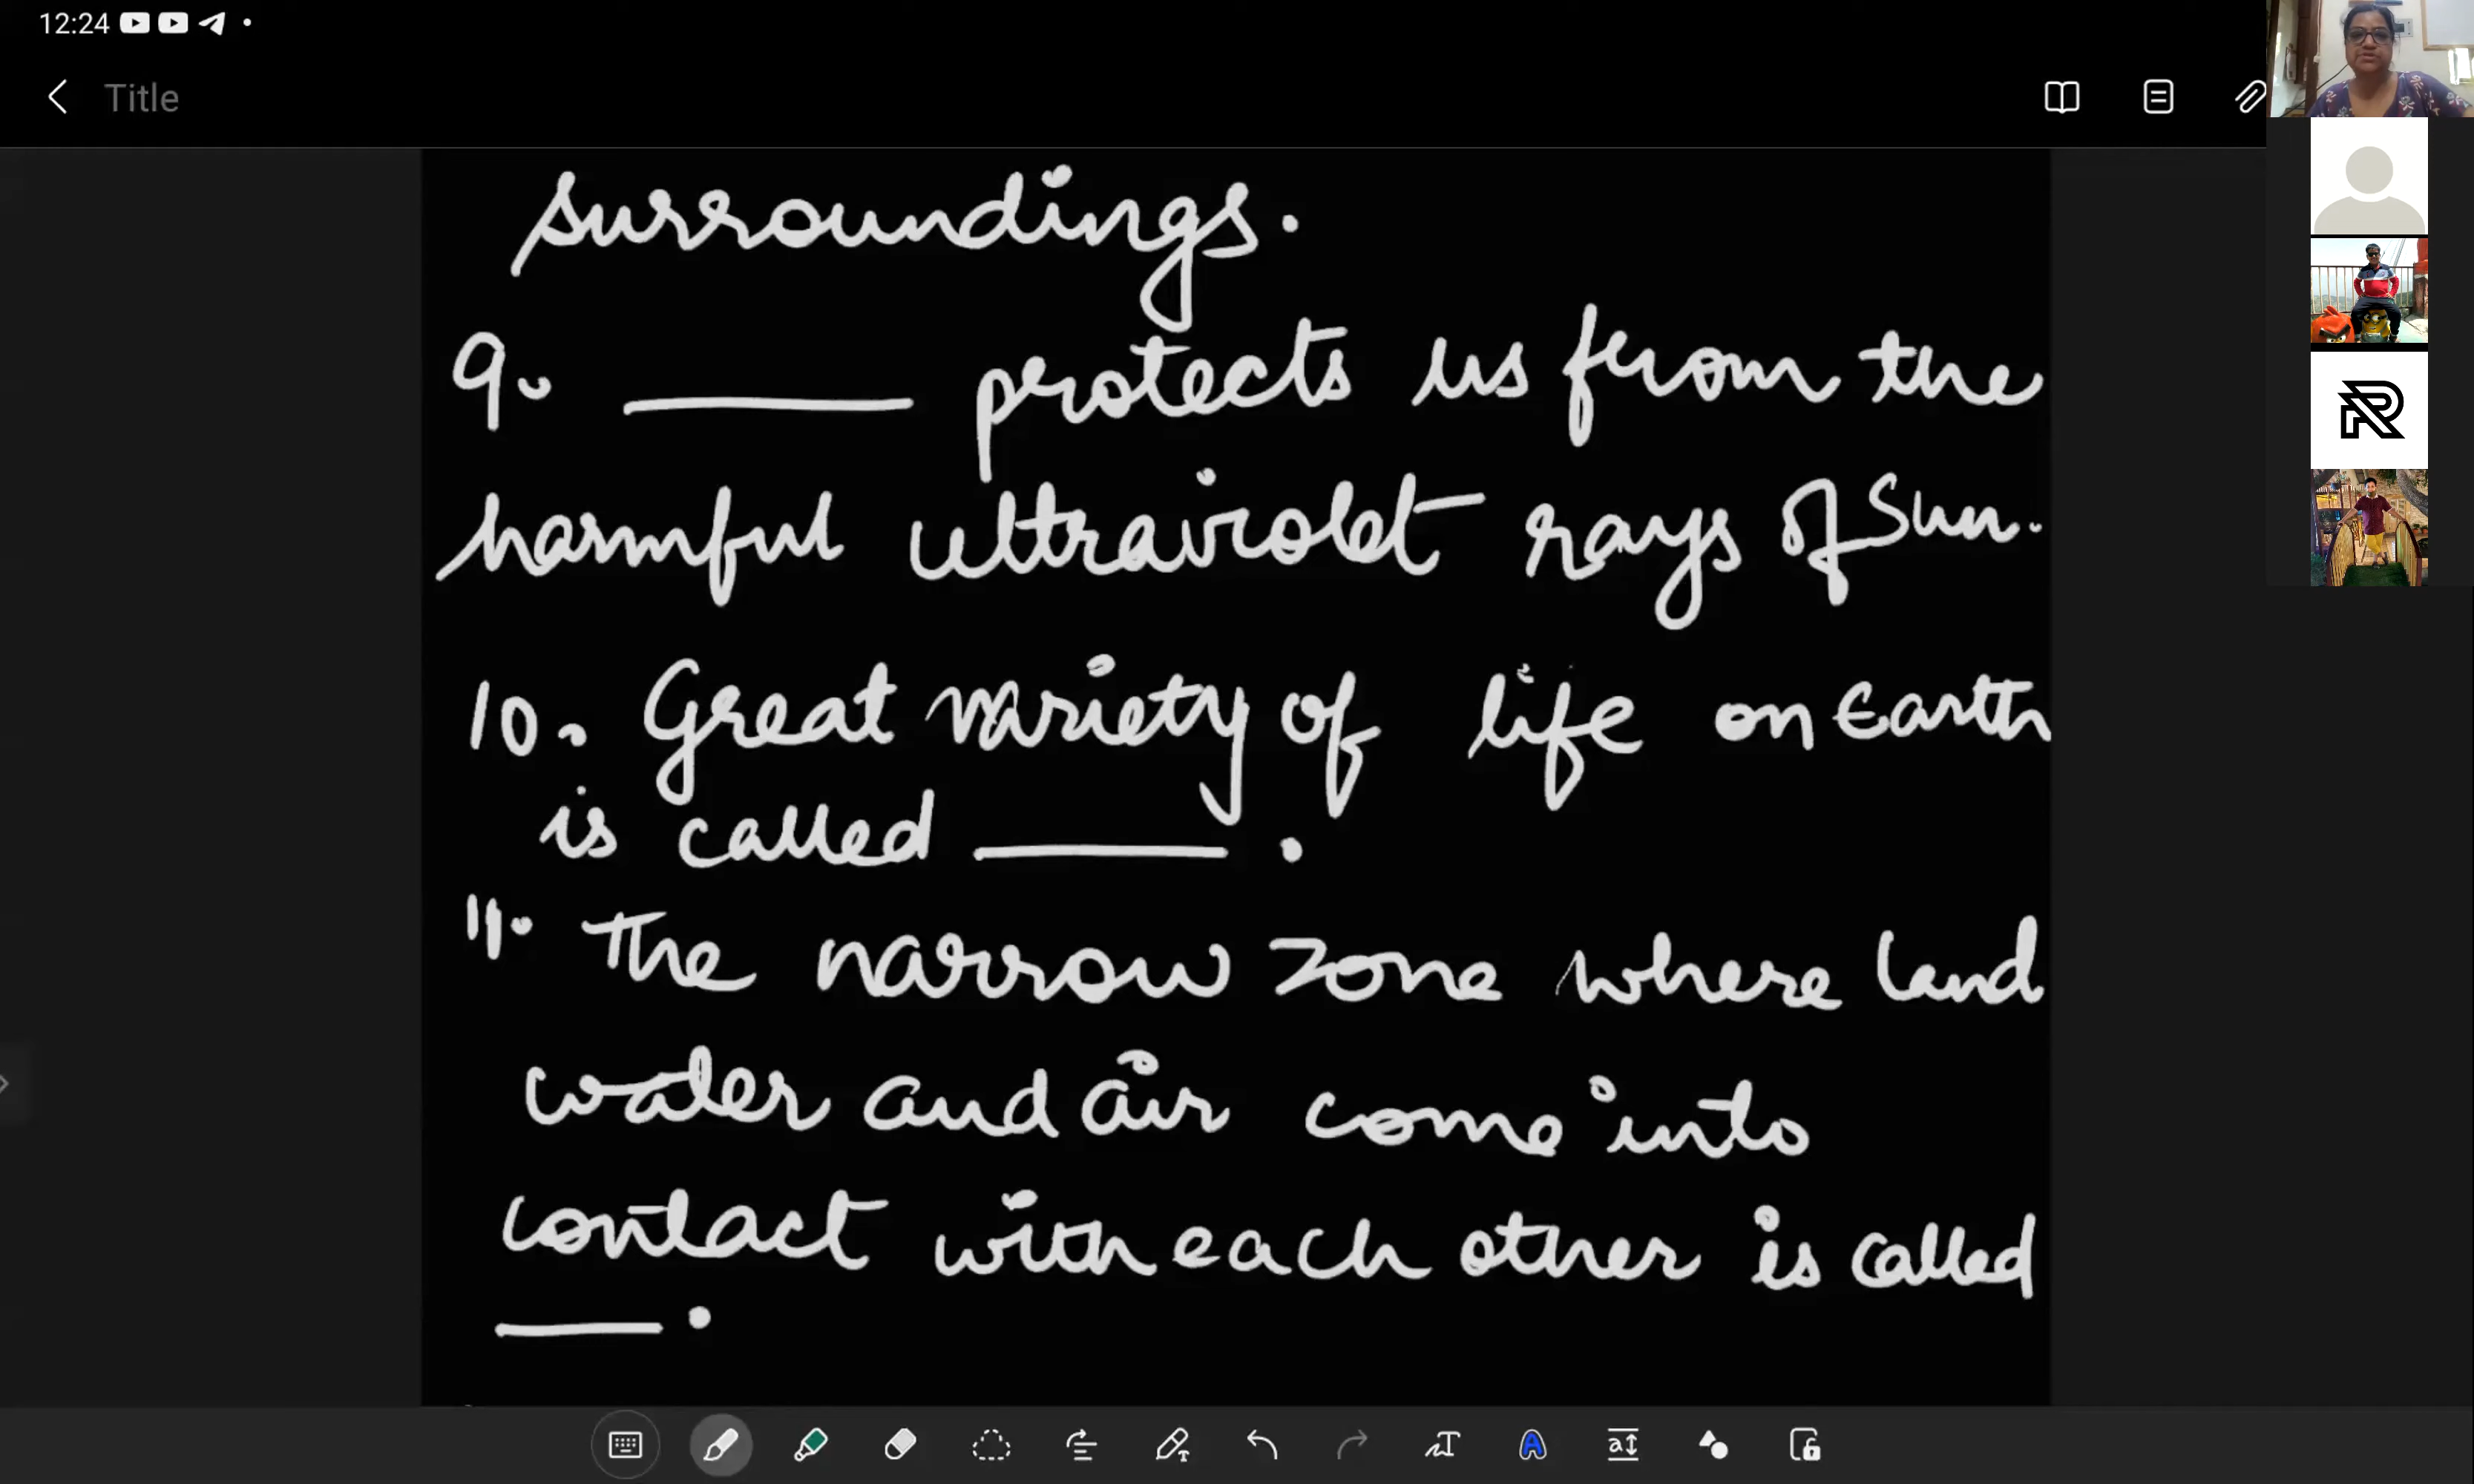 12:24
Title
surroundings.
9. ______ protects us from the
harmful ultraviolet rays of Sun.
10. Great variety of life on Earth
is called ______.
11. The narrow zone where land
water and air come into
contact with each other is called
______.